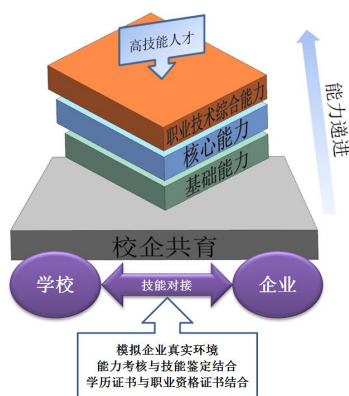 高技能人才
职业技术综合能力
核心能力
基础能力
能力递进
校企共育
学校
技能对接
企业
模拟企业真实环境
能力考核与技能鉴定结合
学历证书与职业资格证书结合